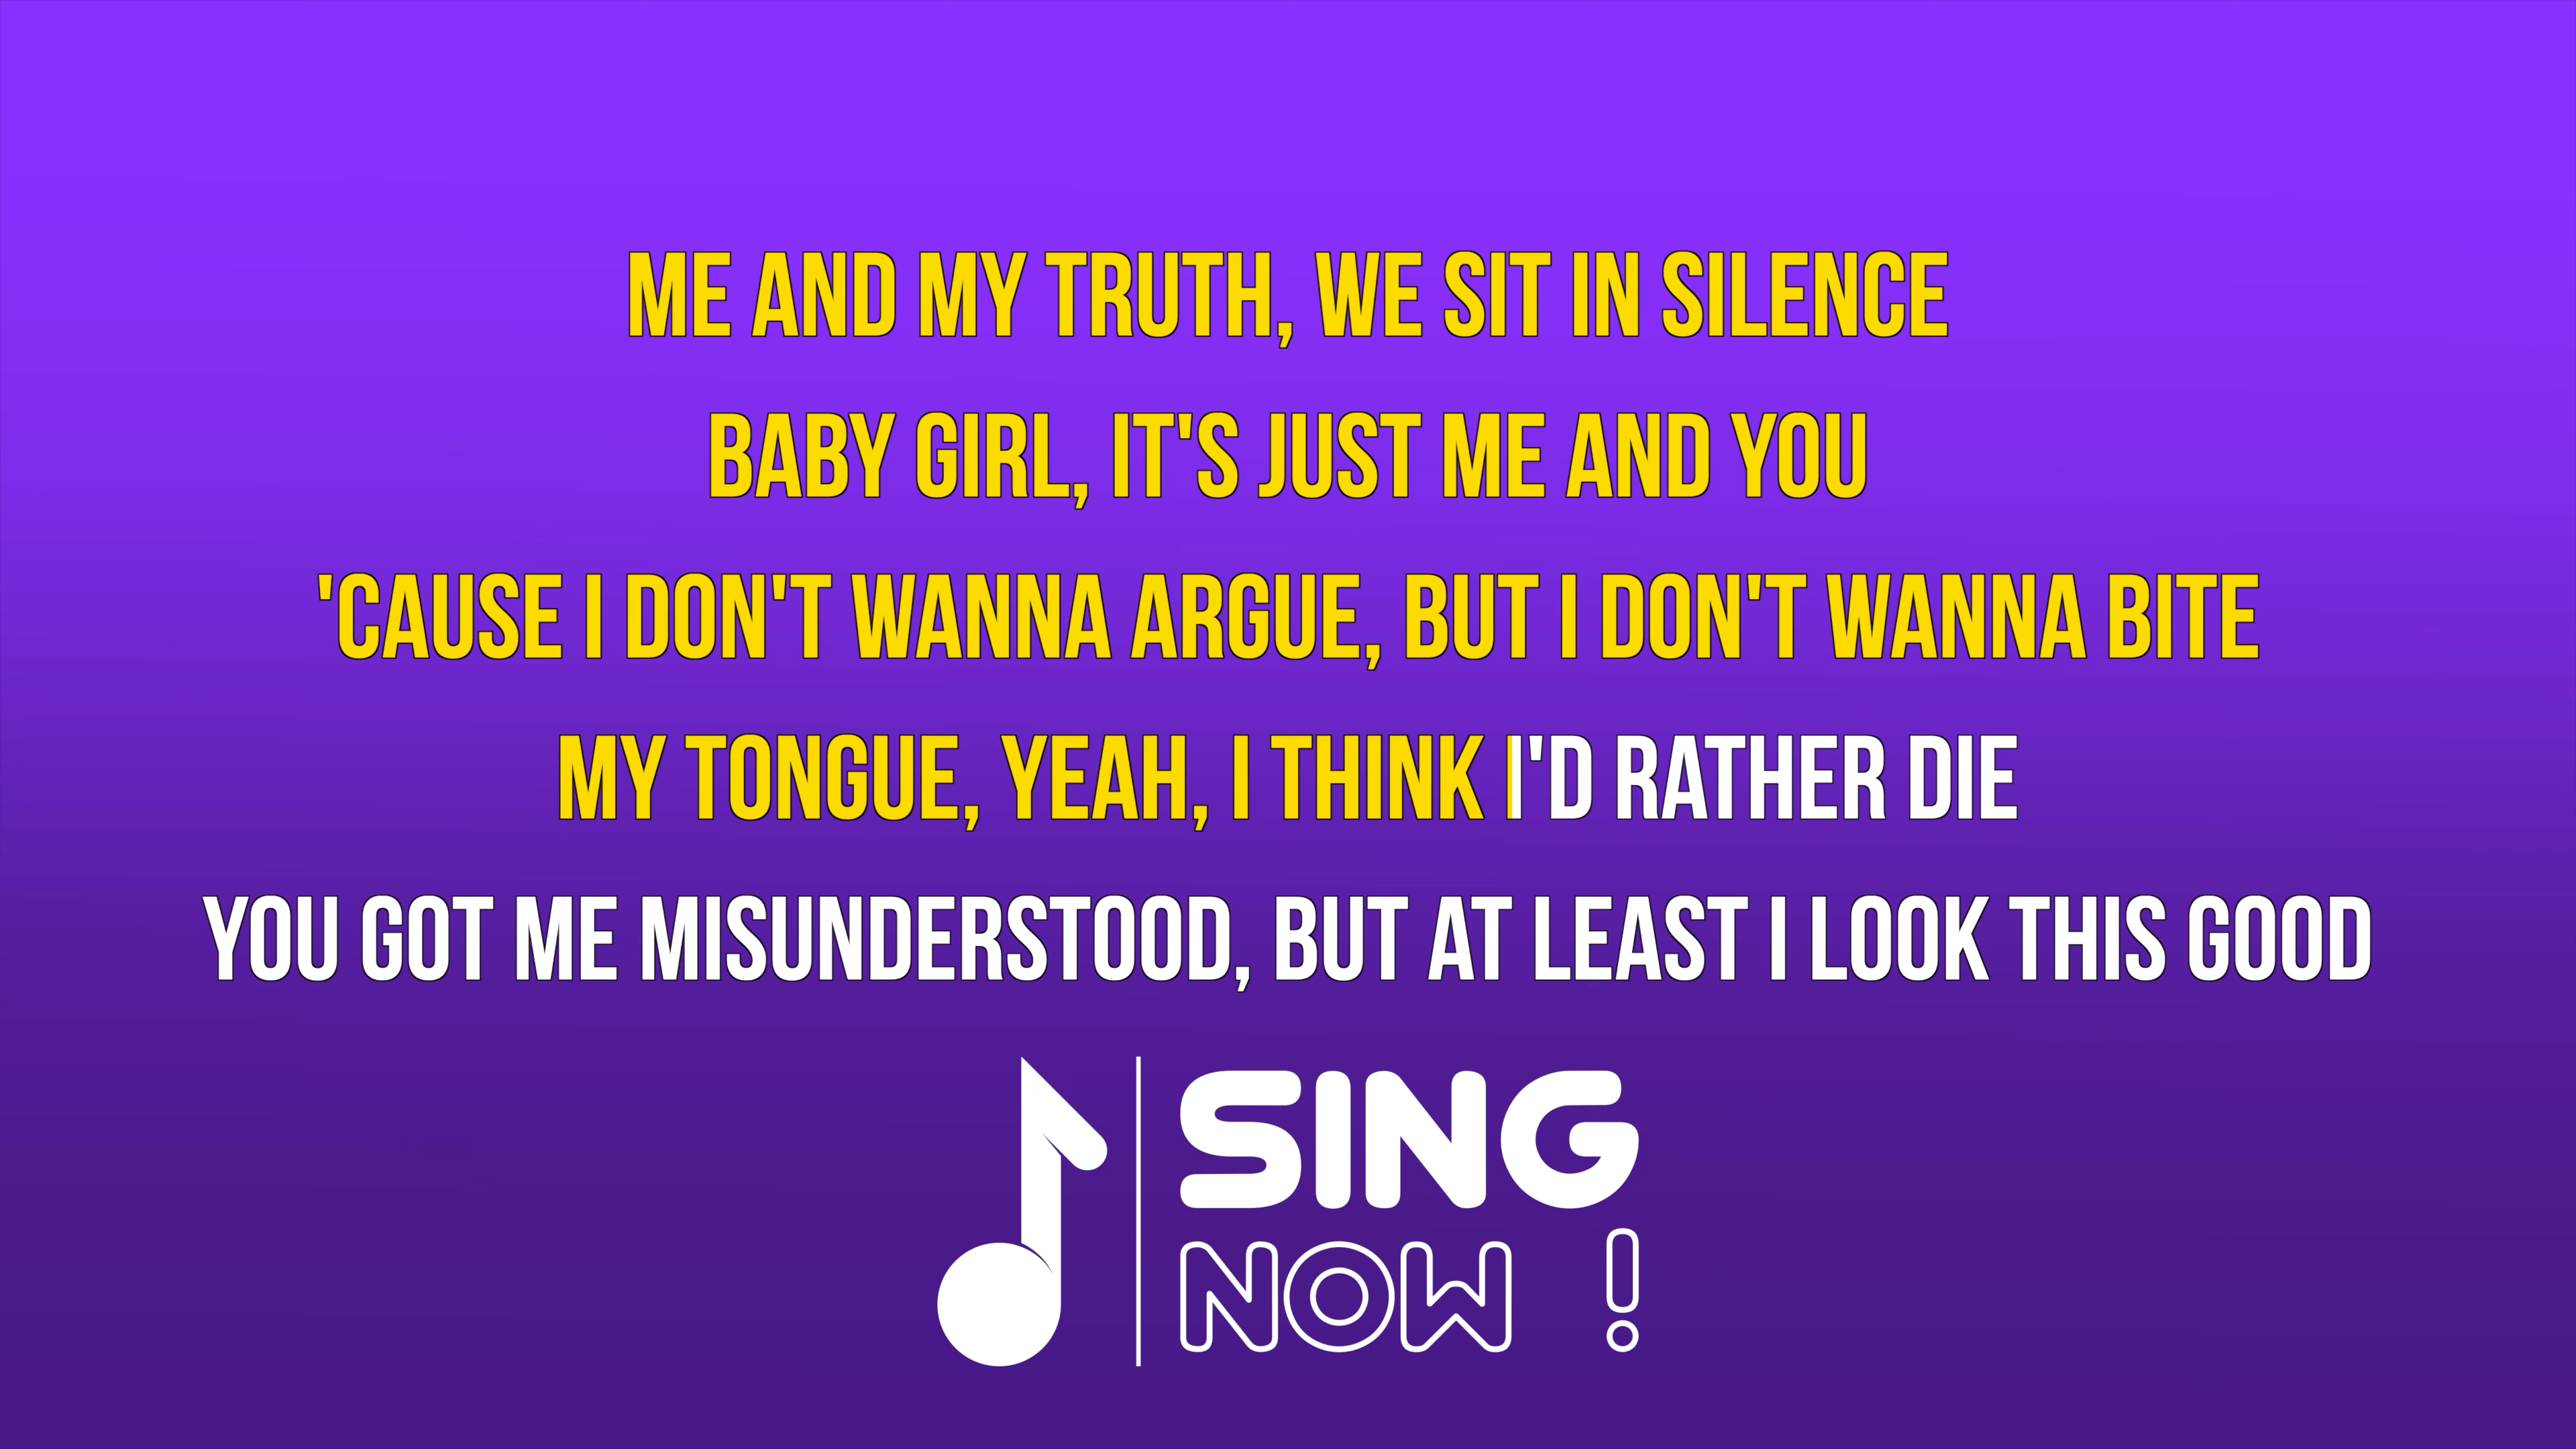 ME AND MY TRUTH, WE SIT IN SILENCE
BABY GIRL, IT'S JUST ME AND YOU
'CAUSE I DON'T WANNA ARGUE, BUT I DON'T WANNA BITE
MY TONGUE, YEAH, I THINK I'D RATHER DIE
YOU GOT ME MISUNDERSTOOD, BUT AT LEAST I LOOK THIS GOOD
SING
NOW !